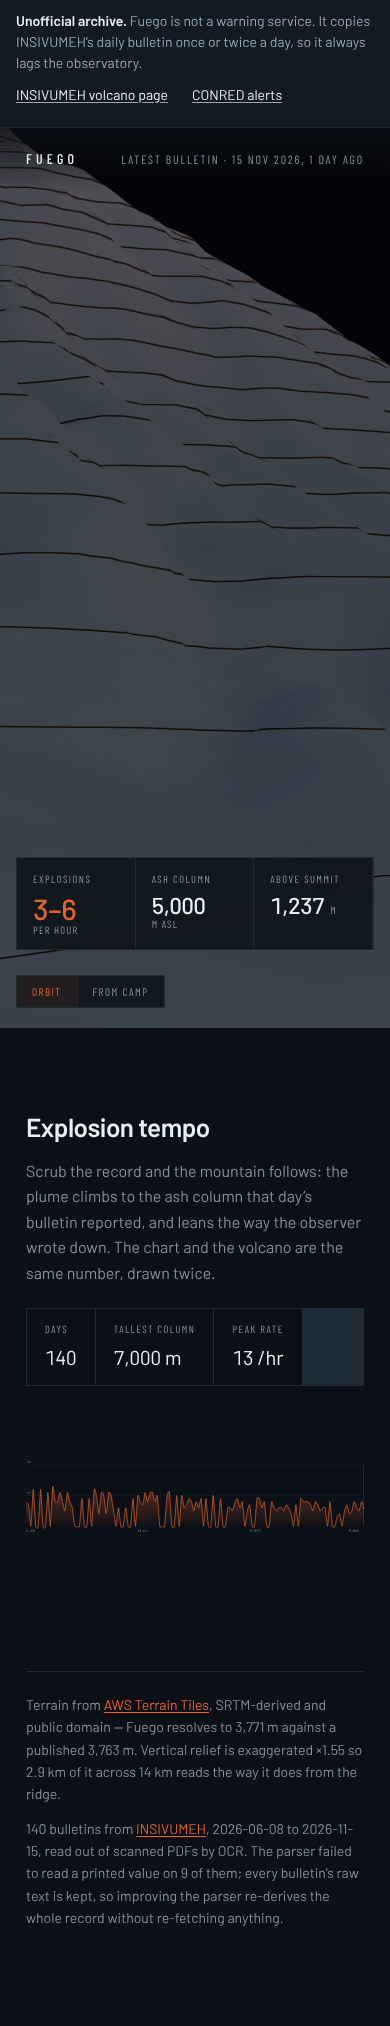 Unofficial archive. Fuego is not a warning service. It copies
INSIVUMEH's daily bulletin once or twice a day, so it always
lags the observatory.
INSIVUMEH volcano page CONRED alerts
FUEGO LATEST BULLETIN · 15 NOV 2026, 1 DAY AGO
EXPLOSIONS ASH COLUMN ABOVE SUMMIT
3–6 5,000 1,237 M
PER HOUR M ASL
ORBIT FROM CAMP
Explosion tempo
Scrub the record and the mountain follows: the
plume climbs to the ash column that day's
bulletin reported, and leans the way the observer
wrote down. The chart and the volcano are the
same number, drawn twice.
DAYS TALLEST COLUMN PEAK RATE
140 7,000 m 13 /hr
Terrain from AWS Terrain Tiles, SRTM-derived and
public domain — Fuego resolves to 3,771 m against a
published 3,763 m. Vertical relief is exaggerated ×1.55 so
2.9 km of it across 14 km reads the way it does from the
ridge.
140 bulletins from INSIVUMEH, 2026-06-08 to 2026-11-
15, read out of scanned PDFs by OCR. The parser failed
to read a printed value on 9 of them; every bulletin's raw
text is kept, so improving the parser re-derives the
whole record without re-fetching anything.